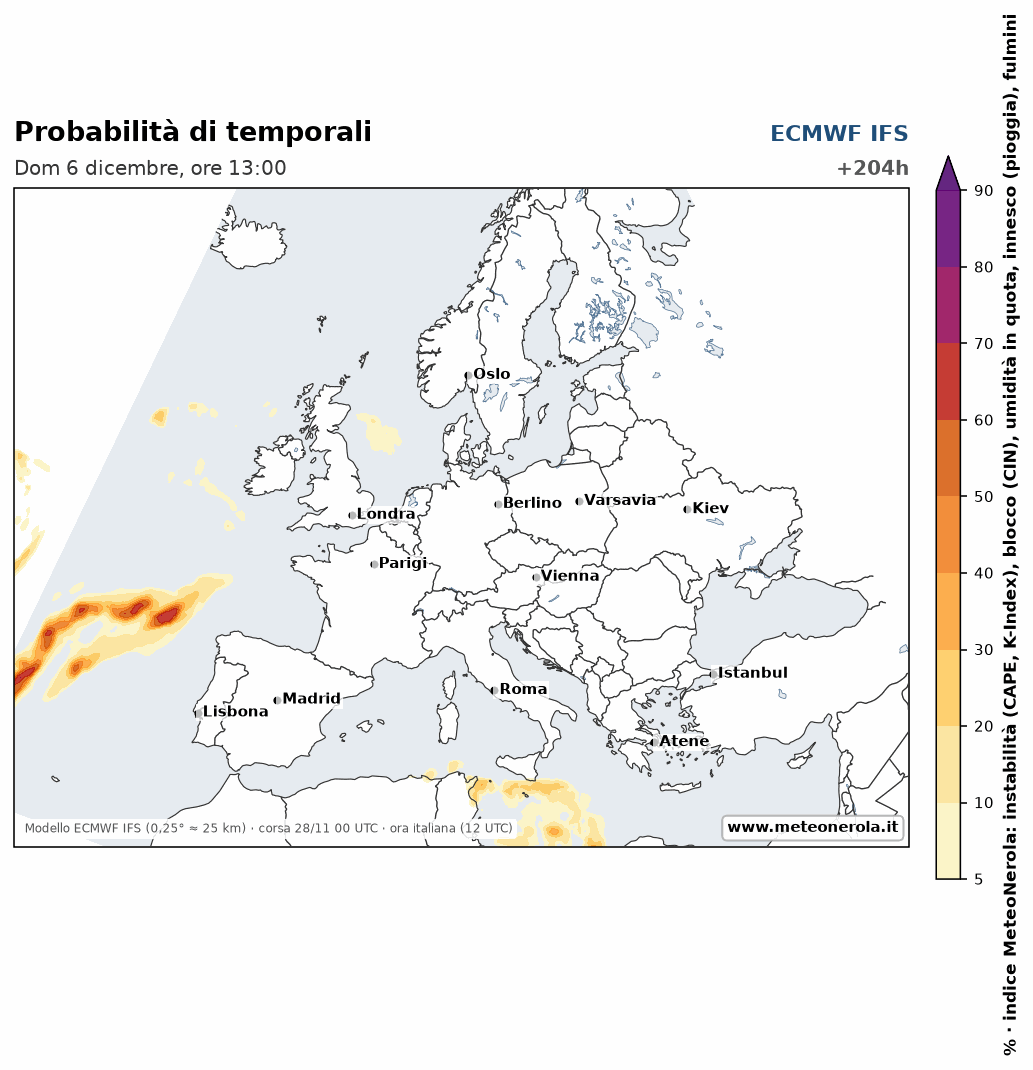 Probabilità di temporali
ECMWF IFS
Dom 6 dicembre, ore 13:00
+204h
Oslo
Berlino
Varsavia
Kiev
Londra
Parigi
Vienna
Istanbul
Roma
Madrid
Lisbona
Atene
Modello ECMWF IFS (0,25° ≈ 25 km) · corsa 28/11 00 UTC · ora italiana (12 UTC)
www.meteonerola.it
90
80
70
60
50
40
30
20
10
5
% · indice MeteoNerola: instabilità (CAPE, K-Index), blocco (CIN), umidità in quota, innesco (pioggia), fulmini